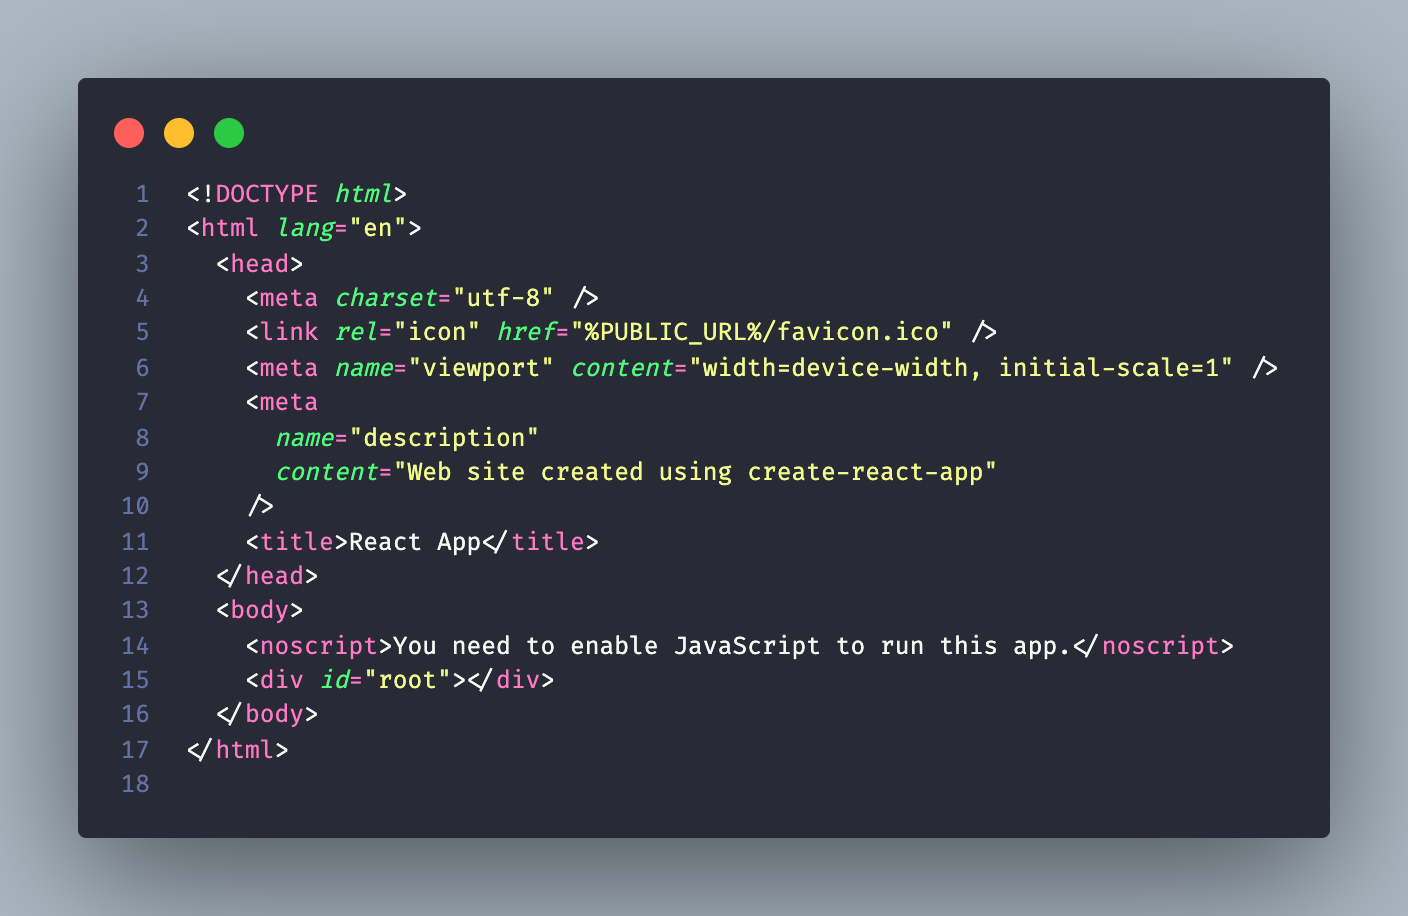 1 <!DOCTYPE html>
2 <html lang="en">
3   <head>
4     <meta charset="utf-8" />
5     <link rel="icon" href="%PUBLIC_URL%/favicon.ico" />
6     <meta name="viewport" content="width=device-width, initial-scale=1" />
7     <meta
8       name="description"
9       content="Web site created using create-react-app"
10     />
11     <title>React App</title>
12   </head>
13   <body>
14     <noscript>You need to enable JavaScript to run this app.</noscript>
15     <div id="root"></div>
16   </body>
17 </html>
18